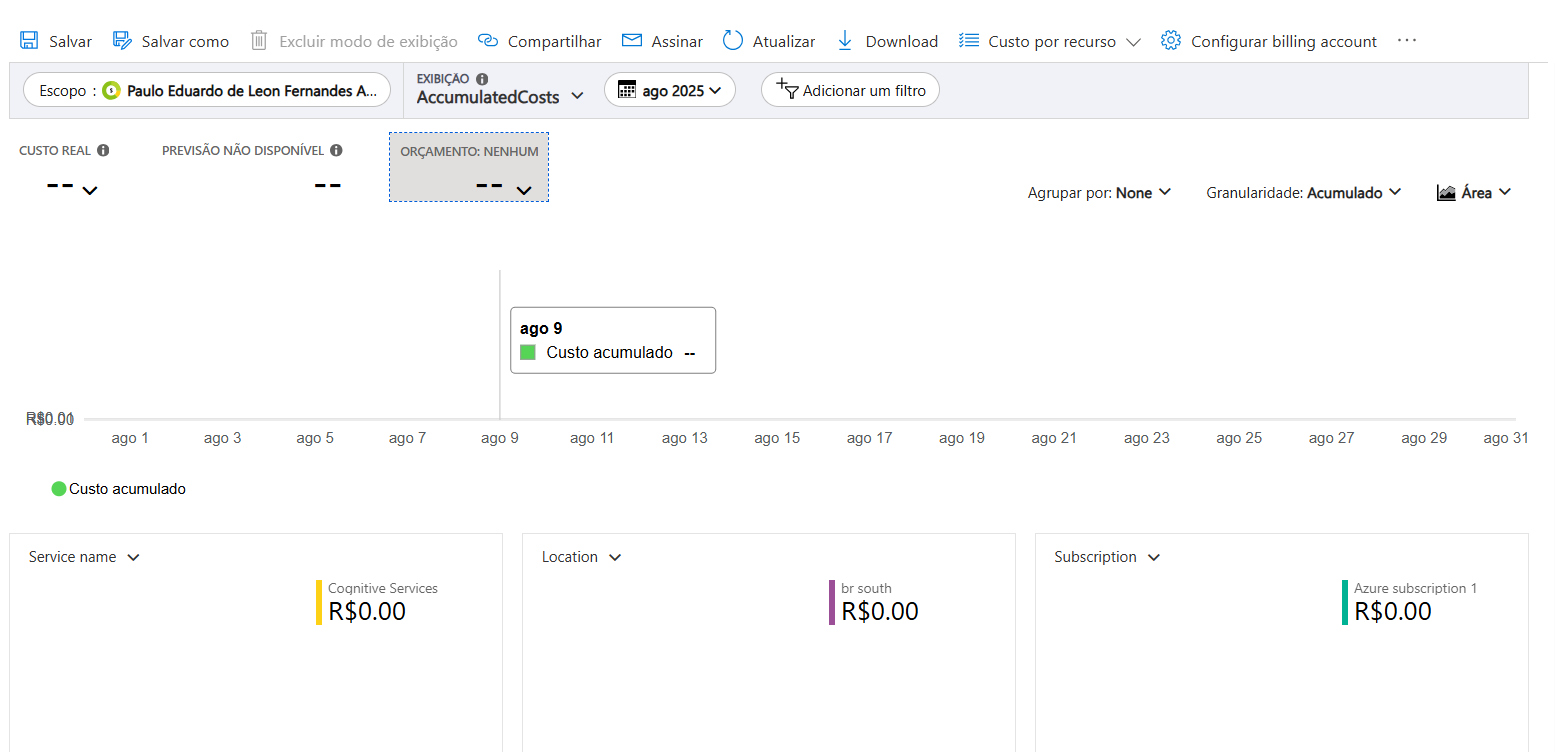 Salvar Salvar como Excluir modo de exibição Compartilhar Assinar Atualizar Download Custo por recurso Configurar billing account ...
Escopo : Paulo Eduardo de Leon Fernandes A...
EXIBIÇÃO
AccumulatedCosts
ago 2025
Adicionar um filtro
CUSTO REAL
--
PREVISÃO NÃO DISPONÍVEL
--
ORÇAMENTO: NENHUM
--
Agrupar por: None Granularidade: Acumulado Área
ago 9
Custo acumulado --
R$0.01
R$0.00
ago 1 ago 3 ago 5 ago 7 ago 9 ago 11 ago 13 ago 15 ago 17 ago 19 ago 21 ago 23 ago 25 ago 27 ago 29 ago 31
Custo acumulado
Service name
Cognitive Services
R$0.00
Location
br south
R$0.00
Subscription
Azure subscription 1
R$0.00